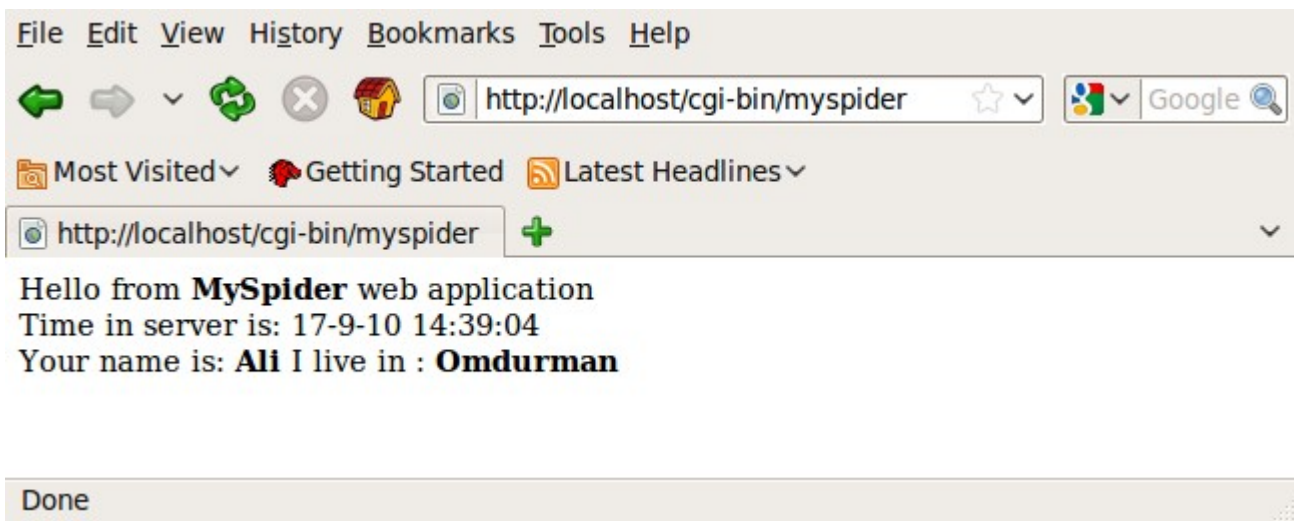 File Edit View History Bookmarks Tools Help
http://localhost/cgi-bin/myspider Google
Most Visited Getting Started Latest Headlines
http://localhost/cgi-bin/myspider
Hello from MySpider web application
Time in server is: 17-9-10 14:39:04
Your name is: Ali I live in : Omdurman
Done